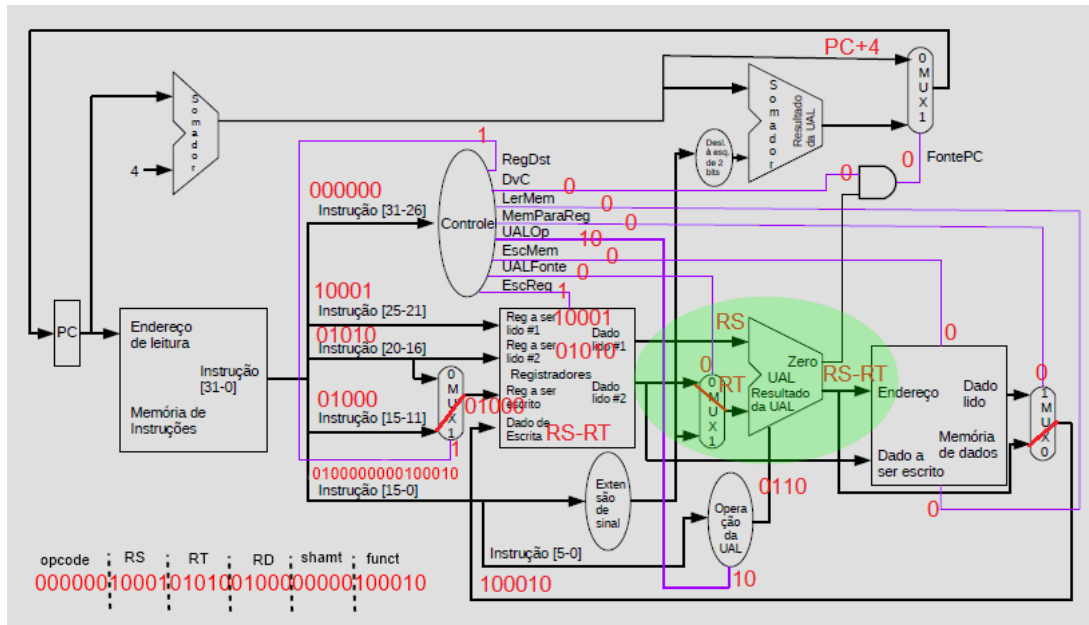 PC+4
0 MUX 1
Somador
4
Somador
Resultado da UAL
Desl. à esq. de 2 bits
0
FontePC
1
RegDst
DvC
0
0
LerMem
0
MemParaReg
0
UALOp
10
EscMem
0
UALFonte
0
EscReg
1
Controle
000000
Instrução [31-26]
10001
Instrução [25-21]
01010
Instrução [20-16]
01000
Instrução [15-11]
0100000000100010
Instrução [15-0]
PC
Endereço de leitura
Instrução [31-0]
Memória de Instruções
0 MUX 1
01000
1
Reg a ser lido #1
10001
Dado lido #1
Reg a ser lido #2
01010
Registradores
Reg a ser escrito
Dado lido #2
Dado de Escrita
RS-RT
RS
0
RT
0 MUX 1
Zero
UAL
Resultado da UAL
RS-RT
0
Endereço
Dado lido
Memória de dados
Dado a ser escrito
0
0
1 MUX 0
Extensão de sinal
Operação da UAL
0110
10
Instrução [5-0]
100010
opcode RS RT RD shamt funct
000000 10001 01010 01000 00000 100010